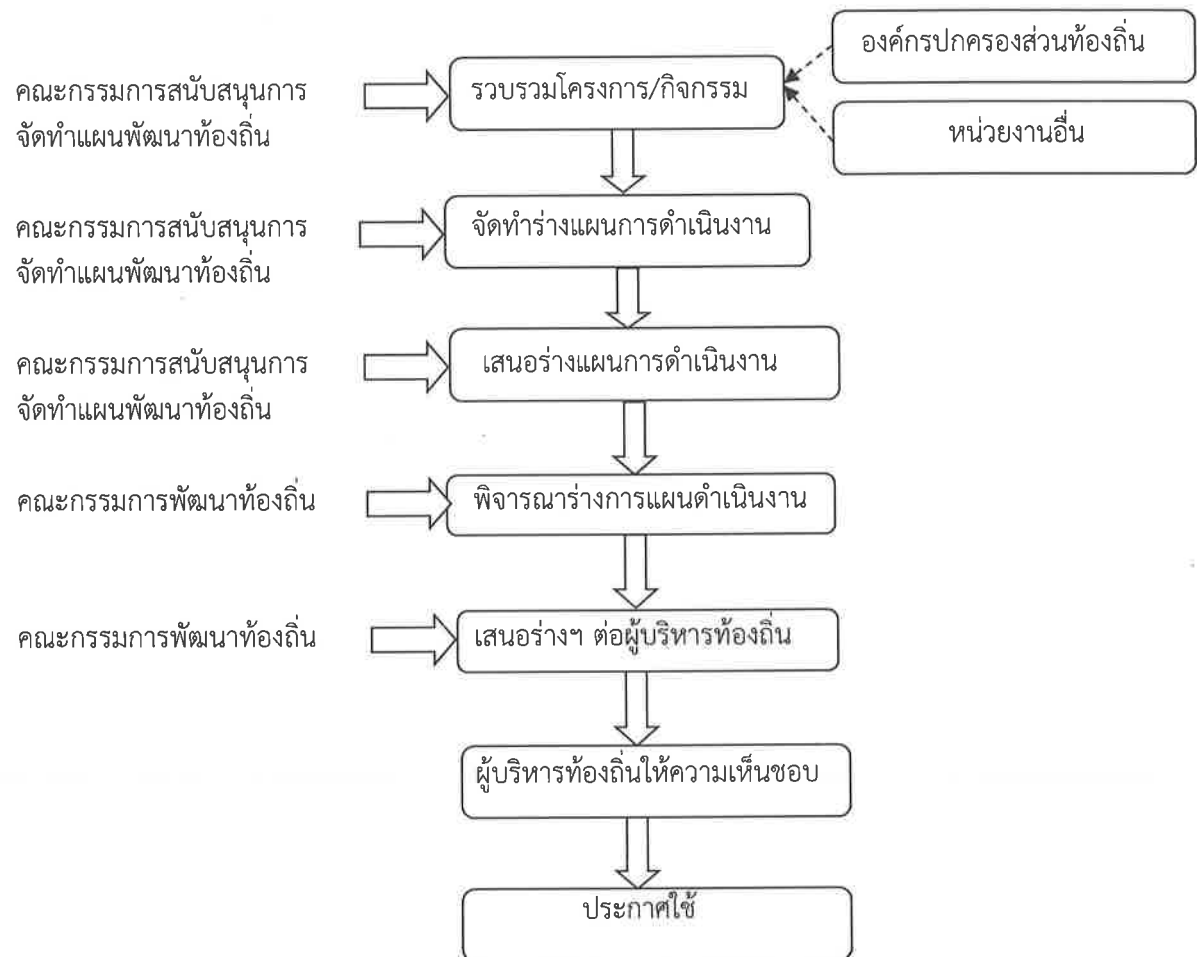 องค์กรปกครองส่วนท้องถิ่น
คณะกรรมการสนับสนุนการ
จัดทำแผนพัฒนาท้องถิ่น
รวบรวมโครงการ/กิจกรรม
หน่วยงานอื่น
คณะกรรมการสนับสนุนการ
จัดทำแผนพัฒนาท้องถิ่น
จัดทำร่างแผนการดำเนินงาน
คณะกรรมการสนับสนุนการ
จัดทำแผนพัฒนาท้องถิ่น
เสนอร่างแผนการดำเนินงาน
คณะกรรมการพัฒนาท้องถิ่น
พิจารณาร่างการแผนดำเนินงาน
คณะกรรมการพัฒนาท้องถิ่น
เสนอร่างฯ ต่อผู้บริหารท้องถิ่น
ผู้บริหารท้องถิ่นให้ความเห็นชอบ
ประกาศใช้